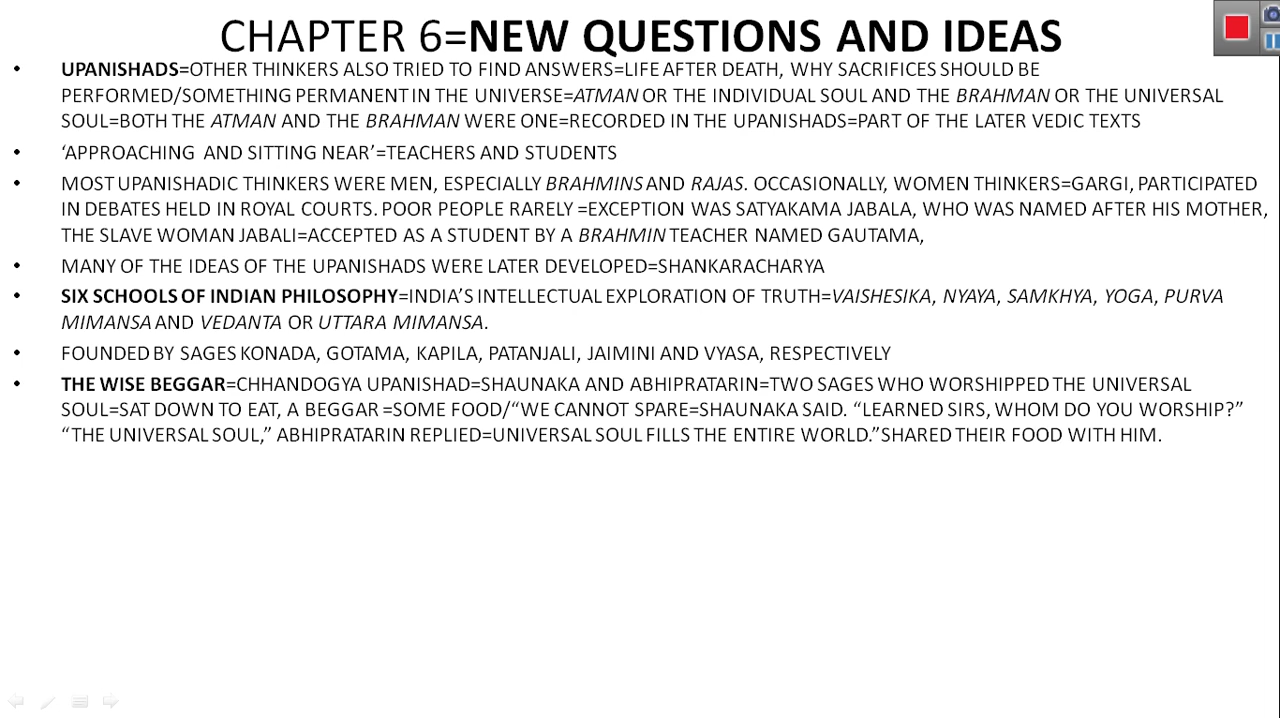 CHAPTER 6=NEW QUESTIONS AND IDEAS
• UPANISHADS=OTHER THINKERS ALSO TRIED TO FIND ANSWERS=LIFE AFTER DEATH, WHY SACRIFICES SHOULD BE
PERFORMED/SOMETHING PERMANENT IN THE UNIVERSE=ATMAN OR THE INDIVIDUAL SOUL AND THE BRAHMAN OR THE UNIVERSAL
SOUL=BOTH THE ATMAN AND THE BRAHMAN WERE ONE=RECORDED IN THE UPANISHADS=PART OF THE LATER VEDIC TEXTS
• ‘APPROACHING AND SITTING NEAR’=TEACHERS AND STUDENTS
• MOST UPANISHADIC THINKERS WERE MEN, ESPECIALLY BRAHMINS AND RAJAS. OCCASIONALLY, WOMEN THINKERS=GARGI, PARTICIPATED
IN DEBATES HELD IN ROYAL COURTS. POOR PEOPLE RARELY =EXCEPTION WAS SATYAKAMA JABALA, WHO WAS NAMED AFTER HIS MOTHER,
THE SLAVE WOMAN JABALI=ACCEPTED AS A STUDENT BY A BRAHMIN TEACHER NAMED GAUTAMA,
• MANY OF THE IDEAS OF THE UPANISHADS WERE LATER DEVELOPED=SHANKARACHARYA
• SIX SCHOOLS OF INDIAN PHILOSOPHY=INDIA’S INTELLECTUAL EXPLORATION OF TRUTH=VAISHESIKA, NYAYA, SAMKHYA, YOGA, PURVA
MIMANSA AND VEDANTA OR UTTARA MIMANSA.
• FOUNDED BY SAGES KONADA, GOTAMA, KAPILA, PATANJALI, JAIMINI AND VYASA, RESPECTIVELY
• THE WISE BEGGAR=CHHANDOGYA UPANISHAD=SHAUNAKA AND ABHIPRATARIN=TWO SAGES WHO WORSHIPPED THE UNIVERSAL
SOUL=SAT DOWN TO EAT, A BEGGAR =SOME FOOD/“WE CANNOT SPARE=SHAUNAKA SAID. “LEARNED SIRS, WHOM DO YOU WORSHIP?”
“THE UNIVERSAL SOUL,” ABHIPRATARIN REPLIED=UNIVERSAL SOUL FILLS THE ENTIRE WORLD.”SHARED THEIR FOOD WITH HIM.